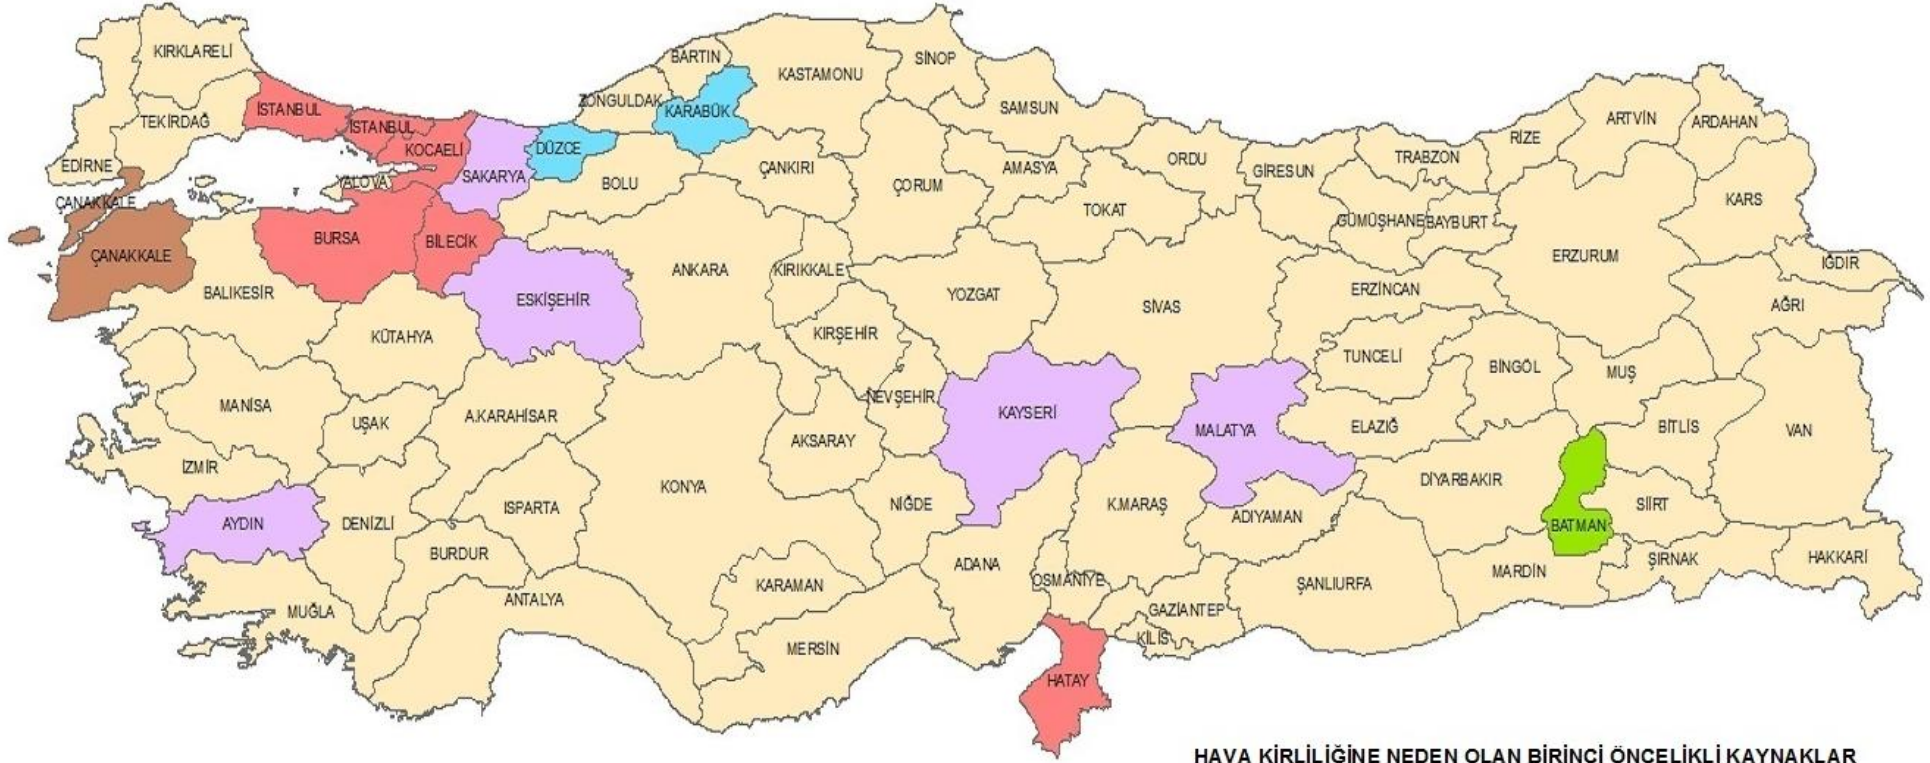 KIRKLARELİ
BARTIN
SİNOP
KASTAMONU
ZONGULDAK
KARABÜK
İSTANBUL
TEKİRDAĞ
İSTANBUL
KOCAELİ
SAMSUN
ARTVİN
ARDAHAN
RİZE
EDİRNE
YALOVA
SAKARYA
DÜZCE
BOLU
ÇANKIRI
ÇORUM
AMASYA
ORDU
GİRESUN
TRABZON
KARS
ÇANAKKALE
TOKAT
GÜMÜŞHANE
BAYBURT
ÇANAKKALE
BURSA
BİLECİK
ANKARA
KIRIKKALE
ERZURUM
IĞDIR
BALIKESİR
ESKİŞEHİR
YOZGAT
SİVAS
ERZİNCAN
AĞRI
KÜTAHYA
KIRŞEHİR
TUNCELİ
BİNGÖL
MUŞ
MANİSA
UŞAK
A.KARAHİSAR
NEVŞEHİR
KAYSERİ
MALATYA
ELAZIĞ
BİTLİS
VAN
AKSARAY
İZMİR
KONYA
DİYARBAKIR
AYDIN
DENİZLİ
ISPARTA
NİĞDE
K.MARAŞ
ADIYAMAN
BATMAN
SİİRT
BURDUR
ADANA
OSMANİYE
ŞANLIURFA
MARDİN
ŞIRNAK
HAKKARİ
MUĞLA
ANTALYA
KARAMAN
GAZİANTEP
KİLİS
MERSİN
HATAY
HAVA KİRLİLİĞİNE NEDEN OLAN BİRİNCİ ÖNCELİKLİ KAYNAKLAR